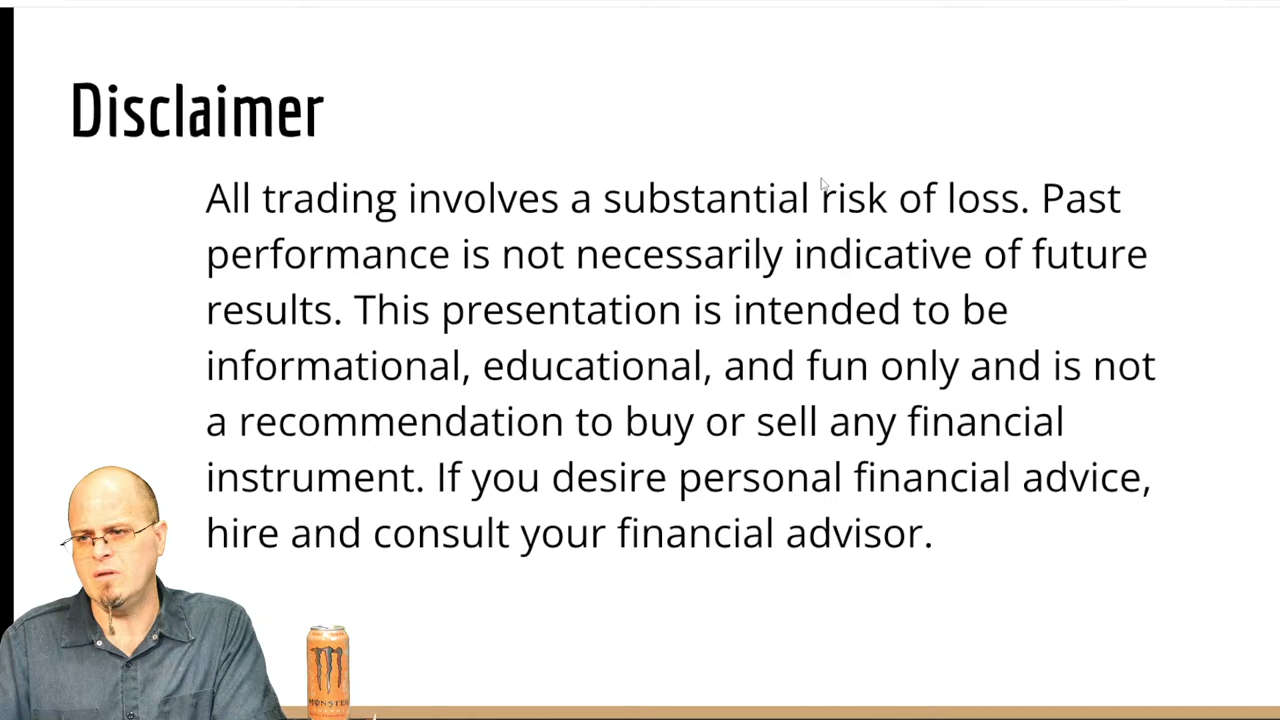 Disclaimer
All trading involves a substantial risk of loss. Past
performance is not necessarily indicative of future
results. This presentation is intended to be
informational, educational, and fun only and is not
a recommendation to buy or sell any financial
instrument. If you desire personal financial advice,
hire and consult your financial advisor.
MONSTER